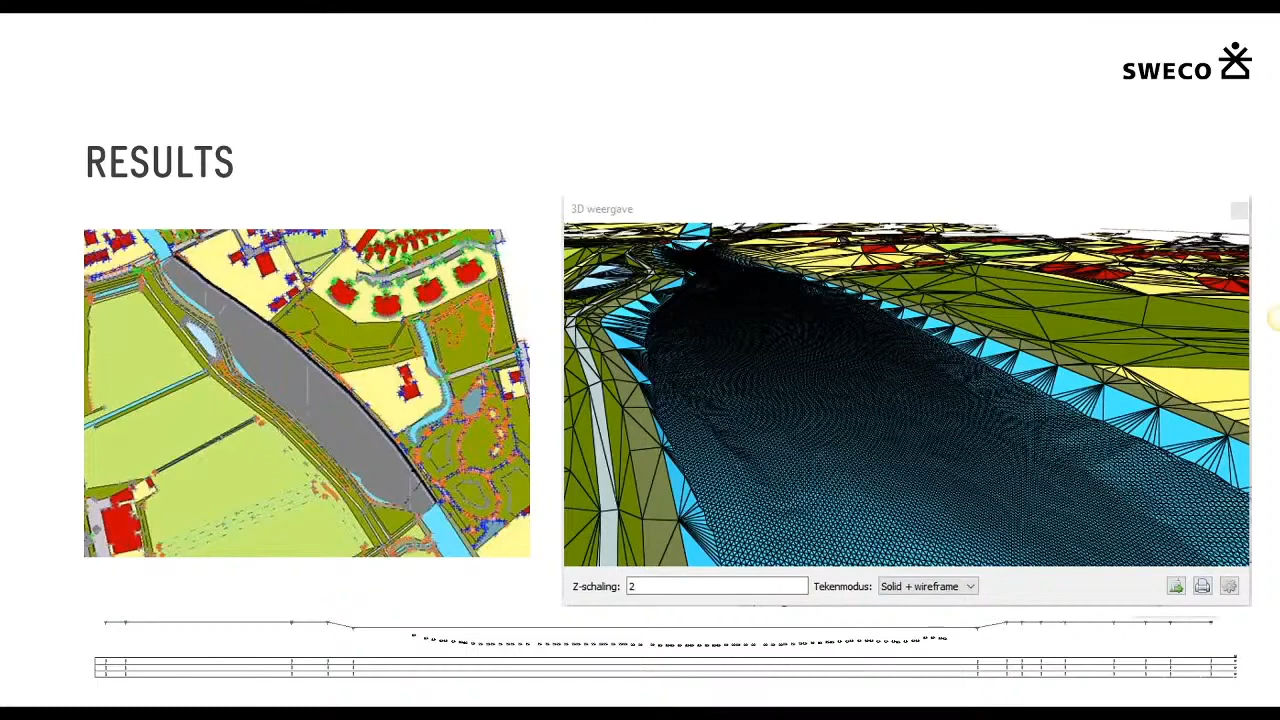 SWECO
RESULTS
3D weergave
Z-schaling: 2 Tekenmodus: Solid + wireframe